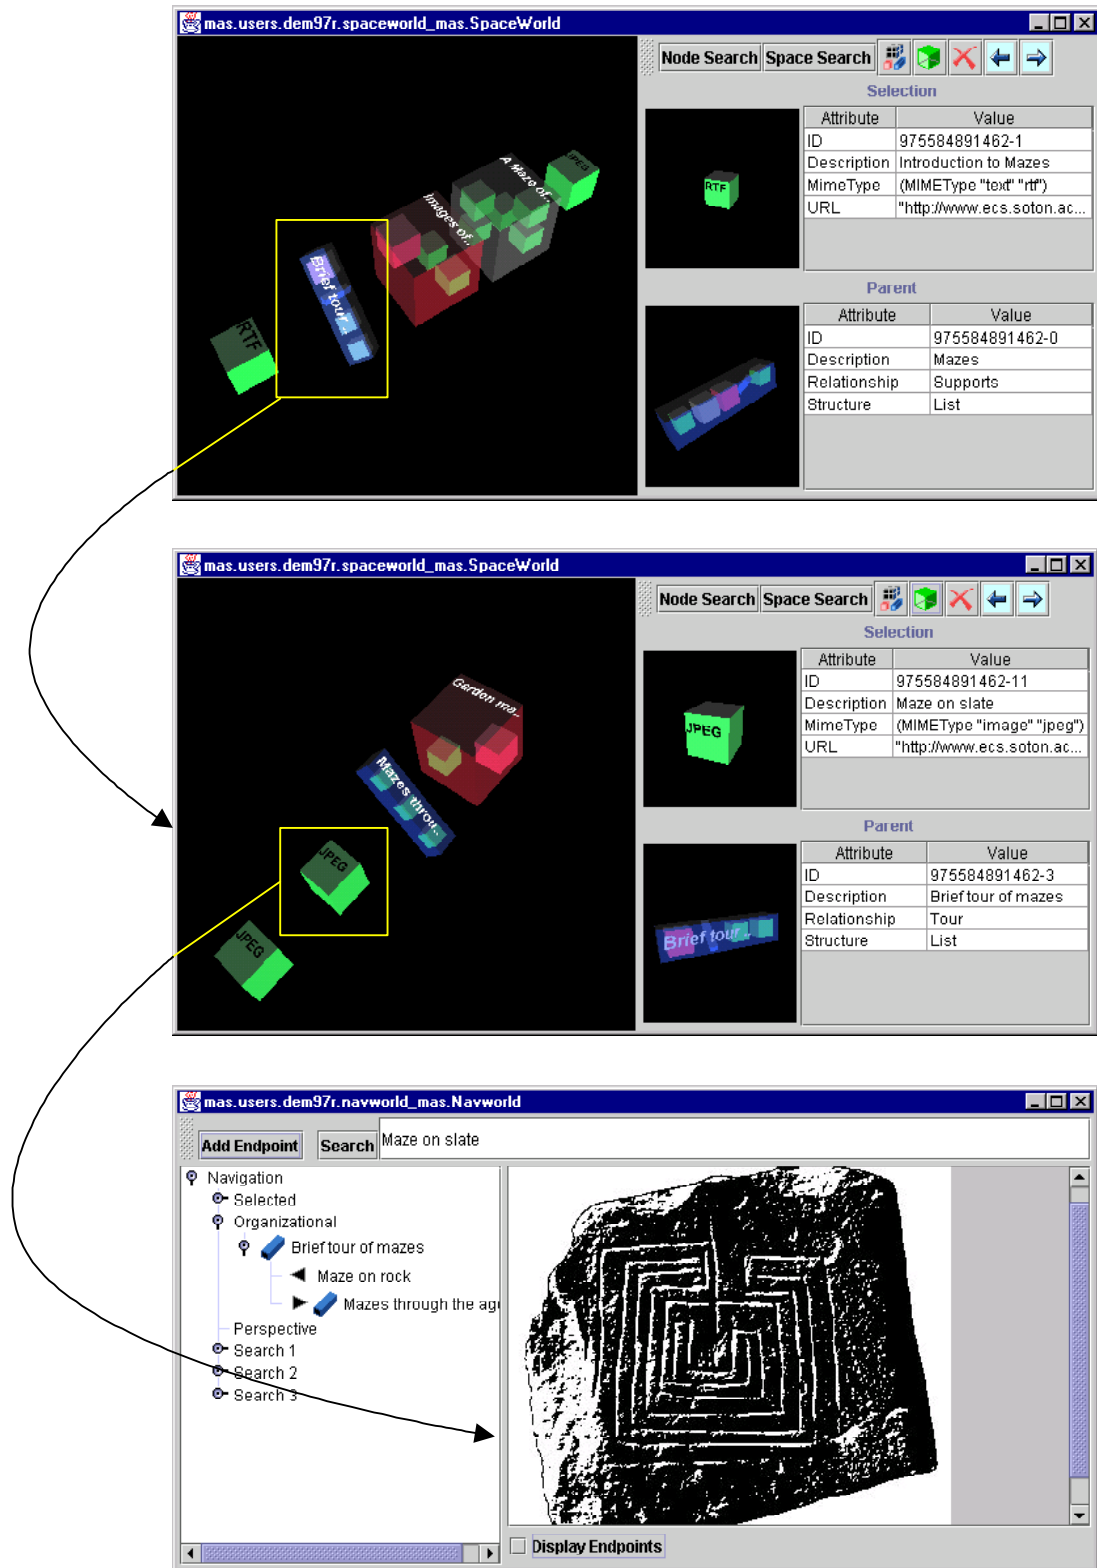 mas.users.dem97r.spaceworld_mas.SpaceWorld
Node Search Space Search
Selection
Attribute Value
ID 975584891462-1
Description Introduction to Mazes
MimeType (MIMEType "text" "rtf")
URL "http://www.ecs.soton.ac...
RTF
Parent
Attribute Value
ID 975584891462-0
Description Mazes
Relationship Supports
Structure List
JPEG
A Maze of..
Images of..
Brief tour ..
RTF
mas.users.dem97r.spaceworld_mas.SpaceWorld
Node Search Space Search
Selection
Attribute Value
ID 975584891462-11
Description Maze on slate
MimeType (MIMEType "image" "jpeg")
URL "http://www.ecs.soton.ac...
JPEG
Parent
Attribute Value
ID 975584891462-3
Description Brief tour of mazes
Relationship Tour
Structure List
Brief tour ..
Garden ma..
Mazes throu..
JPEG
JPEG
mas.users.dem97r.navworld_mas.Navworld
Add Endpoint Search Maze on slate
Navigation
Selected
Organizational
Brief tour of mazes
Maze on rock
Mazes through the age
Perspective
Search 1
Search 2
Search 3
Display Endpoints